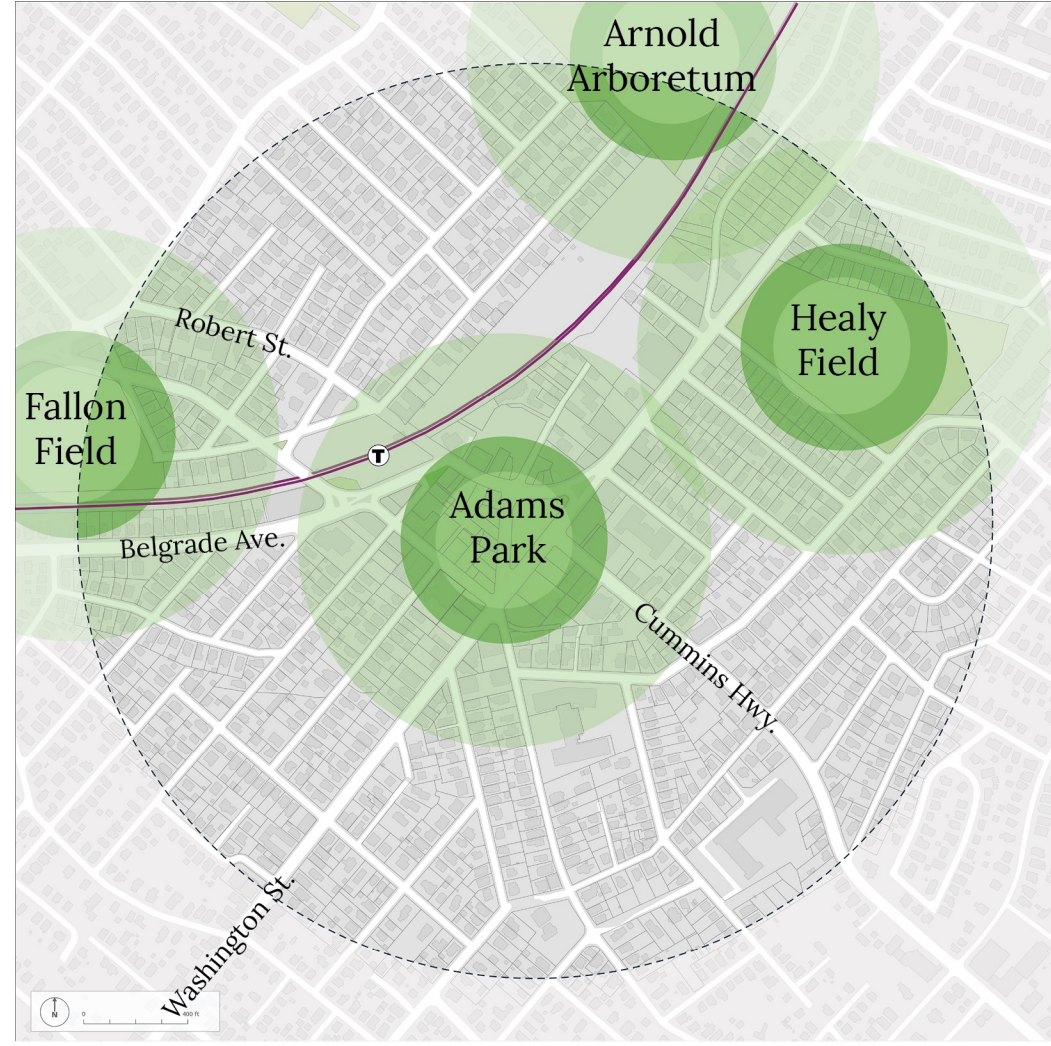 Arnold
Arboretum
Healy
Field
Robert St.
Fallon
Field
T
Adams
Park
Belgrade Ave.
Cummins Hwy.
Washington St.
N
0
400 ft